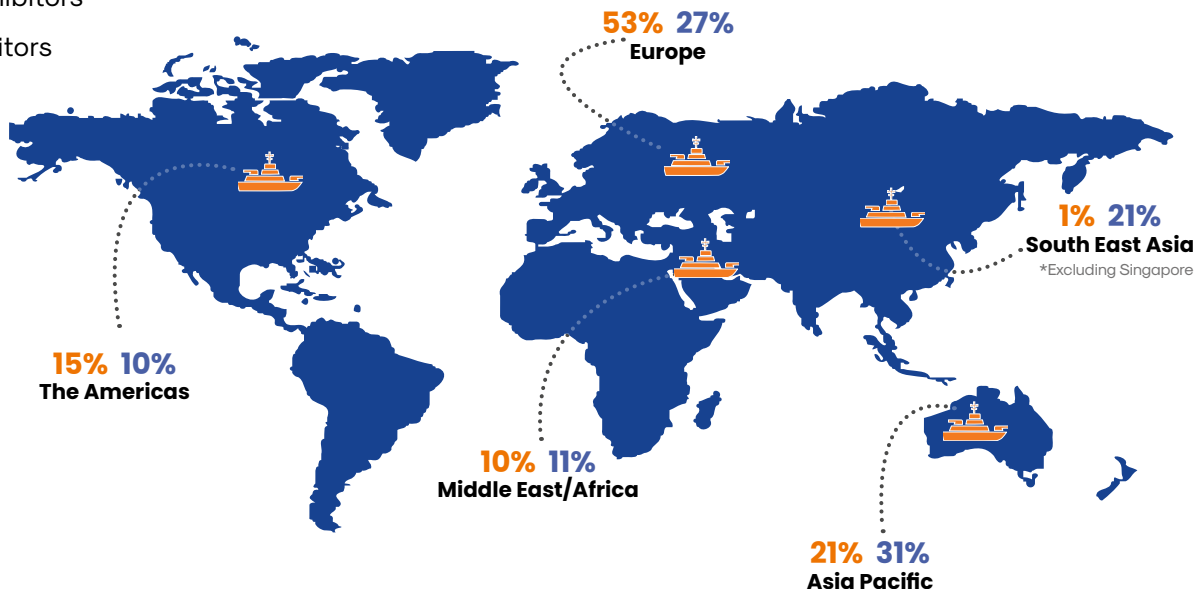 itors
53% 27%
Europe
1% 21%
South East Asia
*Excluding Singapore
15% 10%
The Americas
10% 11%
Middle East/Africa
21% 31%
Asia Pacific